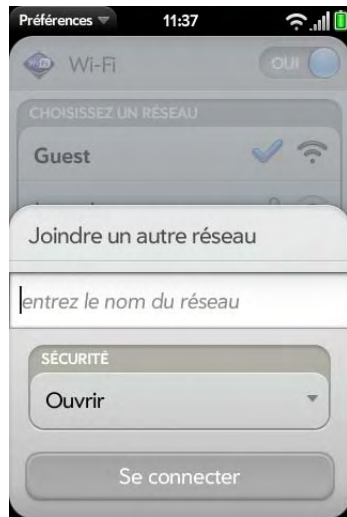 Préférences
11:37
Wi-Fi
OUI
CHOISISSEZ UN RÉSEAU
Guest
Joindre un autre réseau
entrez le nom du réseau
SÉCURITÉ
Ouvrir
Se connecter